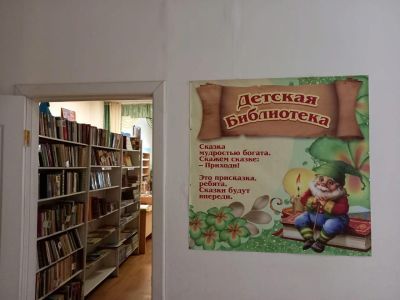 Детская
Библиотека
Сказка
мудростью богата.
Скажем сказке:
– Приходи!
Это присказка,
ребята.
Сказки будут
впереди.